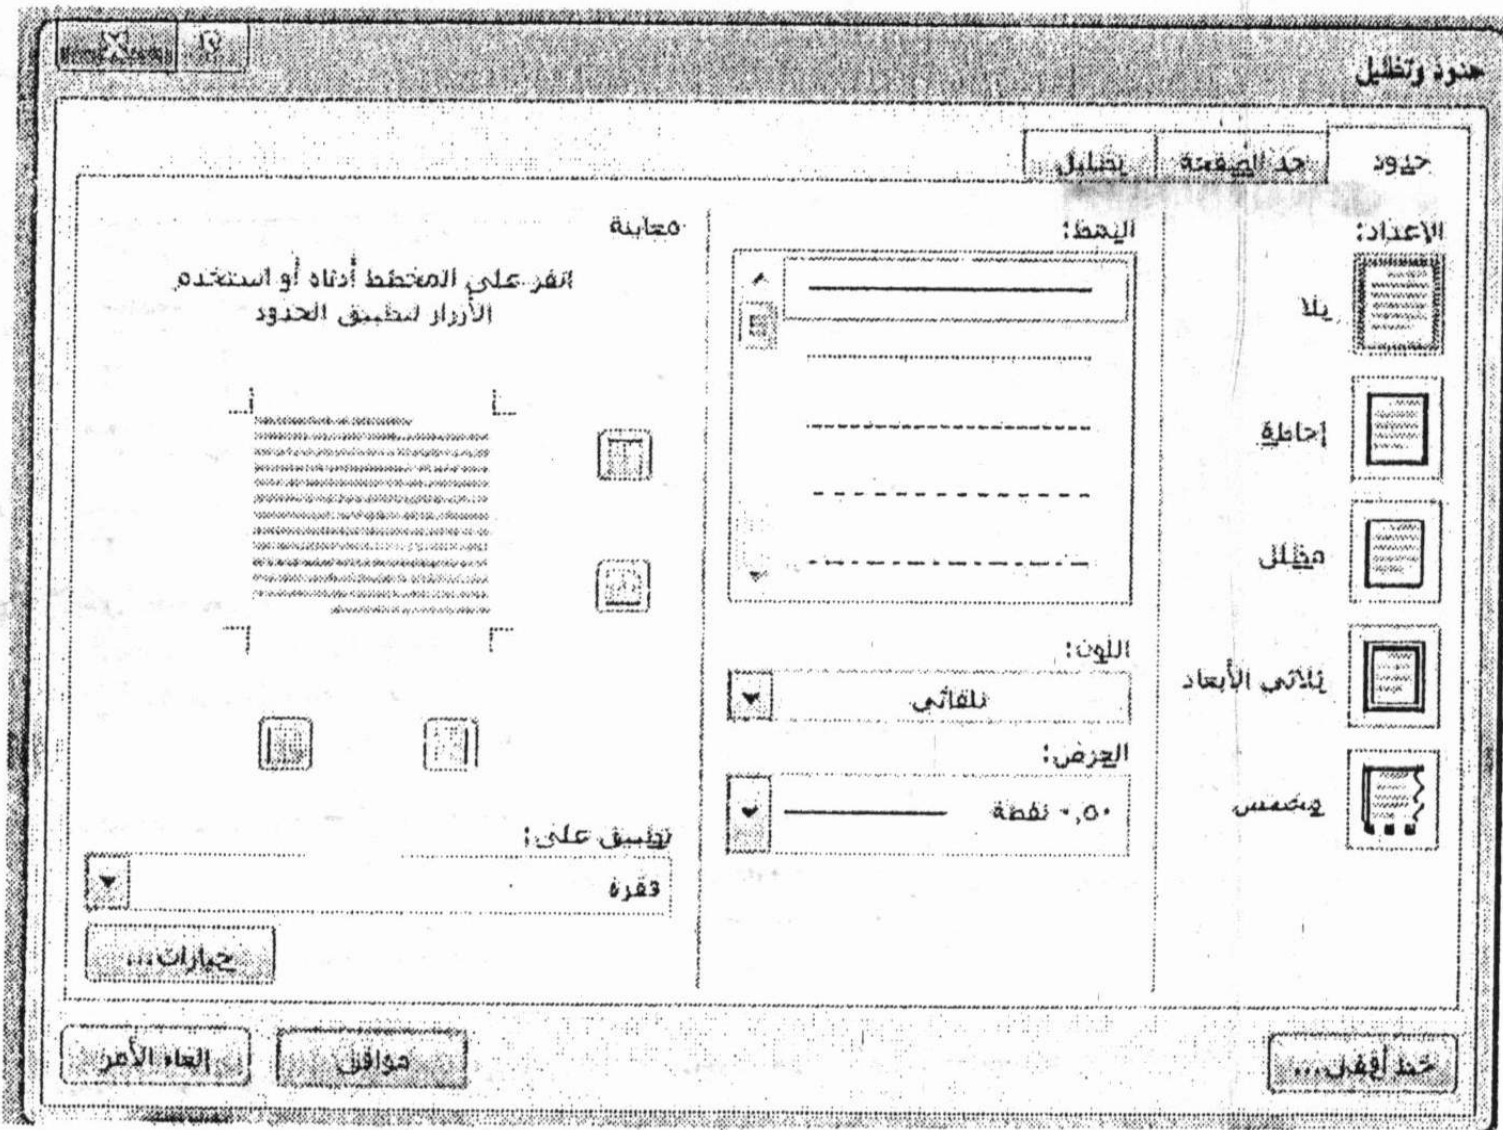 حدود وتظليل
حدود
حد الصفحة
تظليل
الإعداد:
بلا
إحاطة
مظلل
ثلاثي الأبعاد
مخصص
النمط:
اللون:
تلقائي
العرض:
٠,٥٠ نقطة
معاينة
انقر على المخطط أدناه أو استخدم
الأزرار لتطبيق الحدود
تطبيق على:
فقرة
خيارات...
خط أفقي...
موافق
إلغاء الأمر